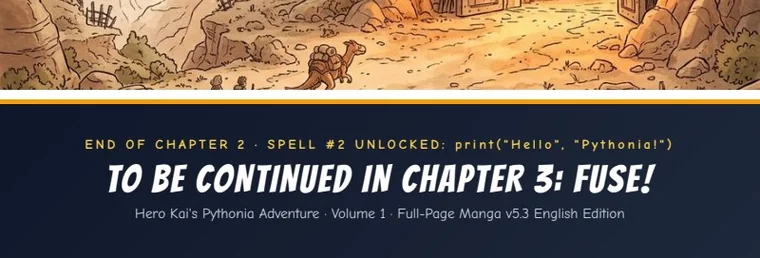 END OF CHAPTER 2 · SPELL #2 UNLOCKED: print("Hello", "Pythonia!")
TO BE CONTINUED IN CHAPTER 3: FUSE!
Hero Kai's Pythonia Adventure · Volume 1 · Full-Page Manga v5.3 English Edition